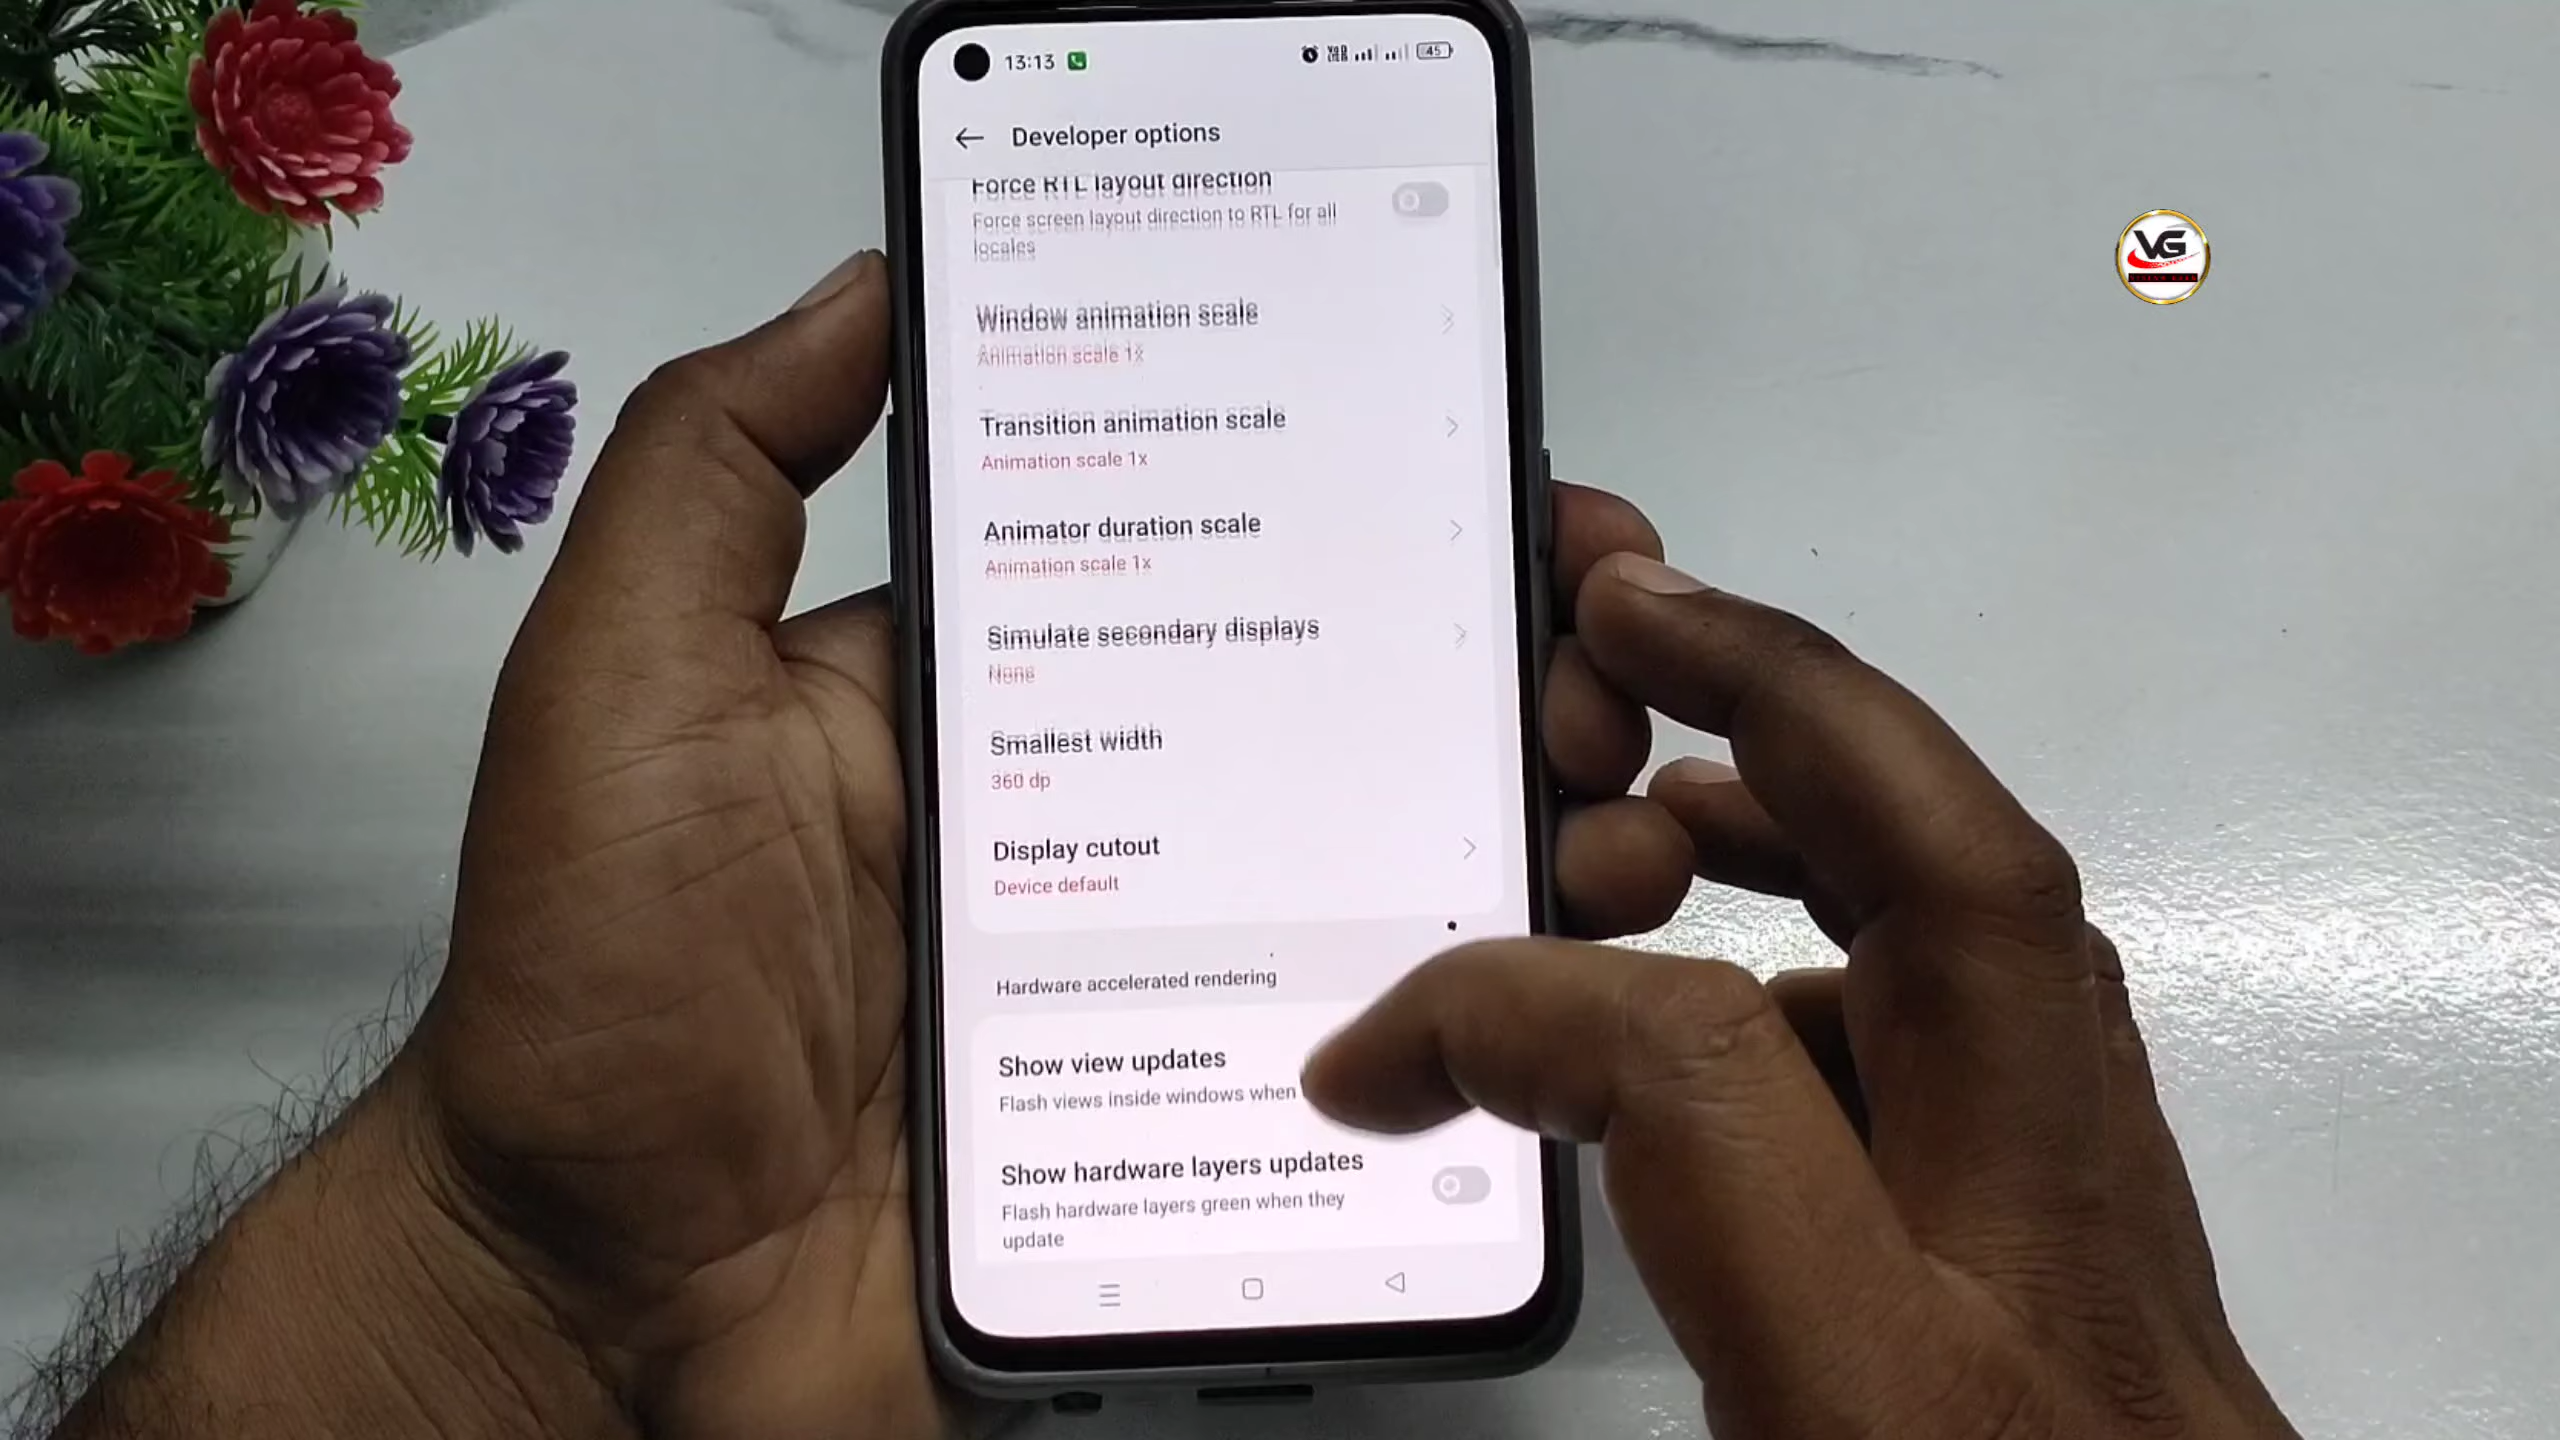 13:13
45
Developer options
Force RTL layout direction
Force screen layout direction to RTL for all
locales
Window animation scale
Animation scale 1x
Transition animation scale
Animation scale 1x
Animator duration scale
Animation scale 1x
Simulate secondary displays
None
Smallest width
360 dp
Display cutout
Device default
Hardware accelerated rendering
Show view updates
Flash views inside windows when
Show hardware layers updates
Flash hardware layers green when they
update
VG